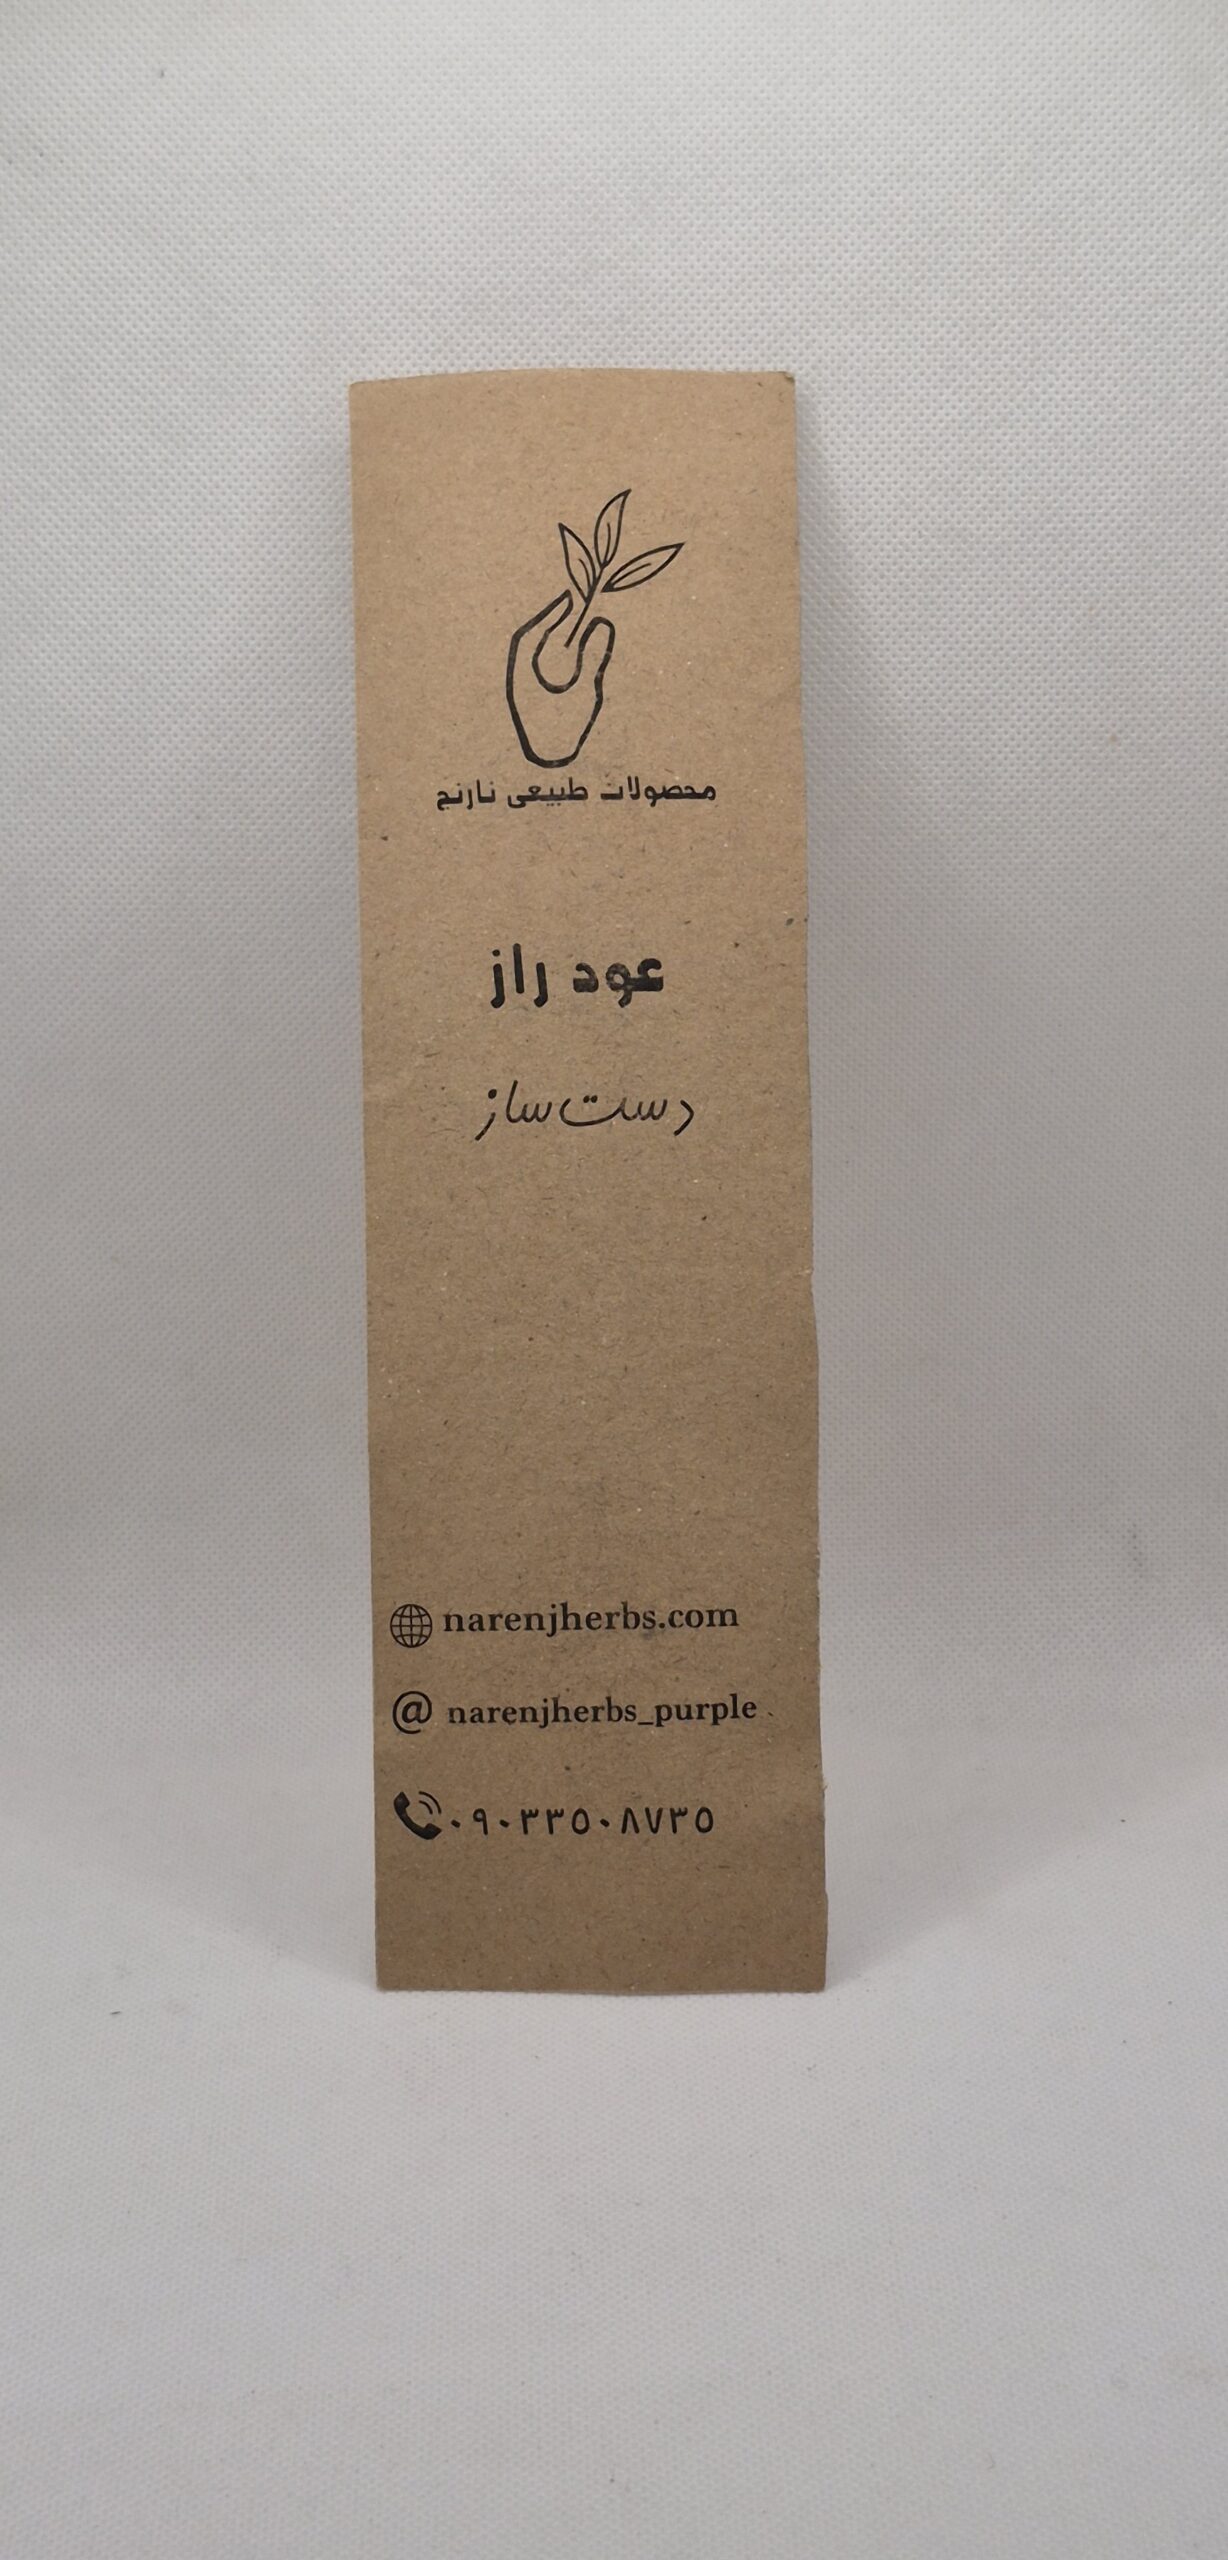 محصولات طبیعی نارنج
عود راز
دست‌ساز
narenjherbs.com
@ narenjherbs_purple
۰۹۰۳۳۵۰۸۷۳۵